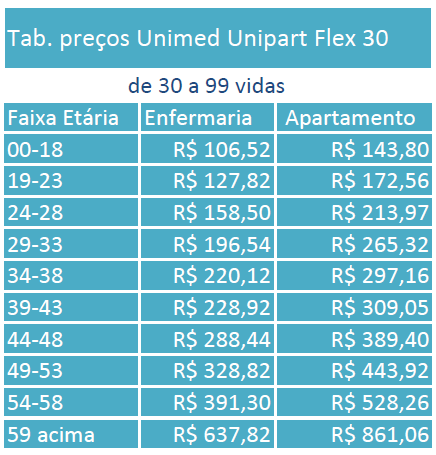 Tab. preços Unimed Unipart Flex 30
de 30 a 99 vidas
Faixa Etária Enfermaria Apartamento
00-18 R$ 106,52 R$ 143,80
19-23 R$ 127,82 R$ 172,56
24-28 R$ 158,50 R$ 213,97
29-33 R$ 196,54 R$ 265,32
34-38 R$ 220,12 R$ 297,16
39-43 R$ 228,92 R$ 309,05
44-48 R$ 288,44 R$ 389,40
49-53 R$ 328,82 R$ 443,92
54-58 R$ 391,30 R$ 528,26
59 acima R$ 637,82 R$ 861,06